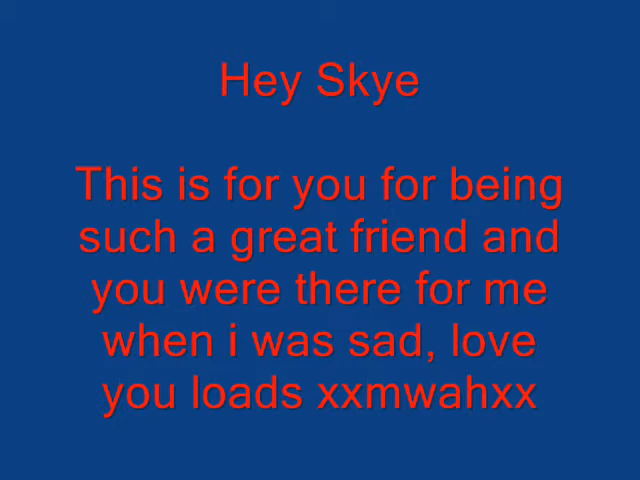 Hey Skye
This is for you for being
such a great friend and
you were there for me
when i was sad, love
you loads xxmwahxx